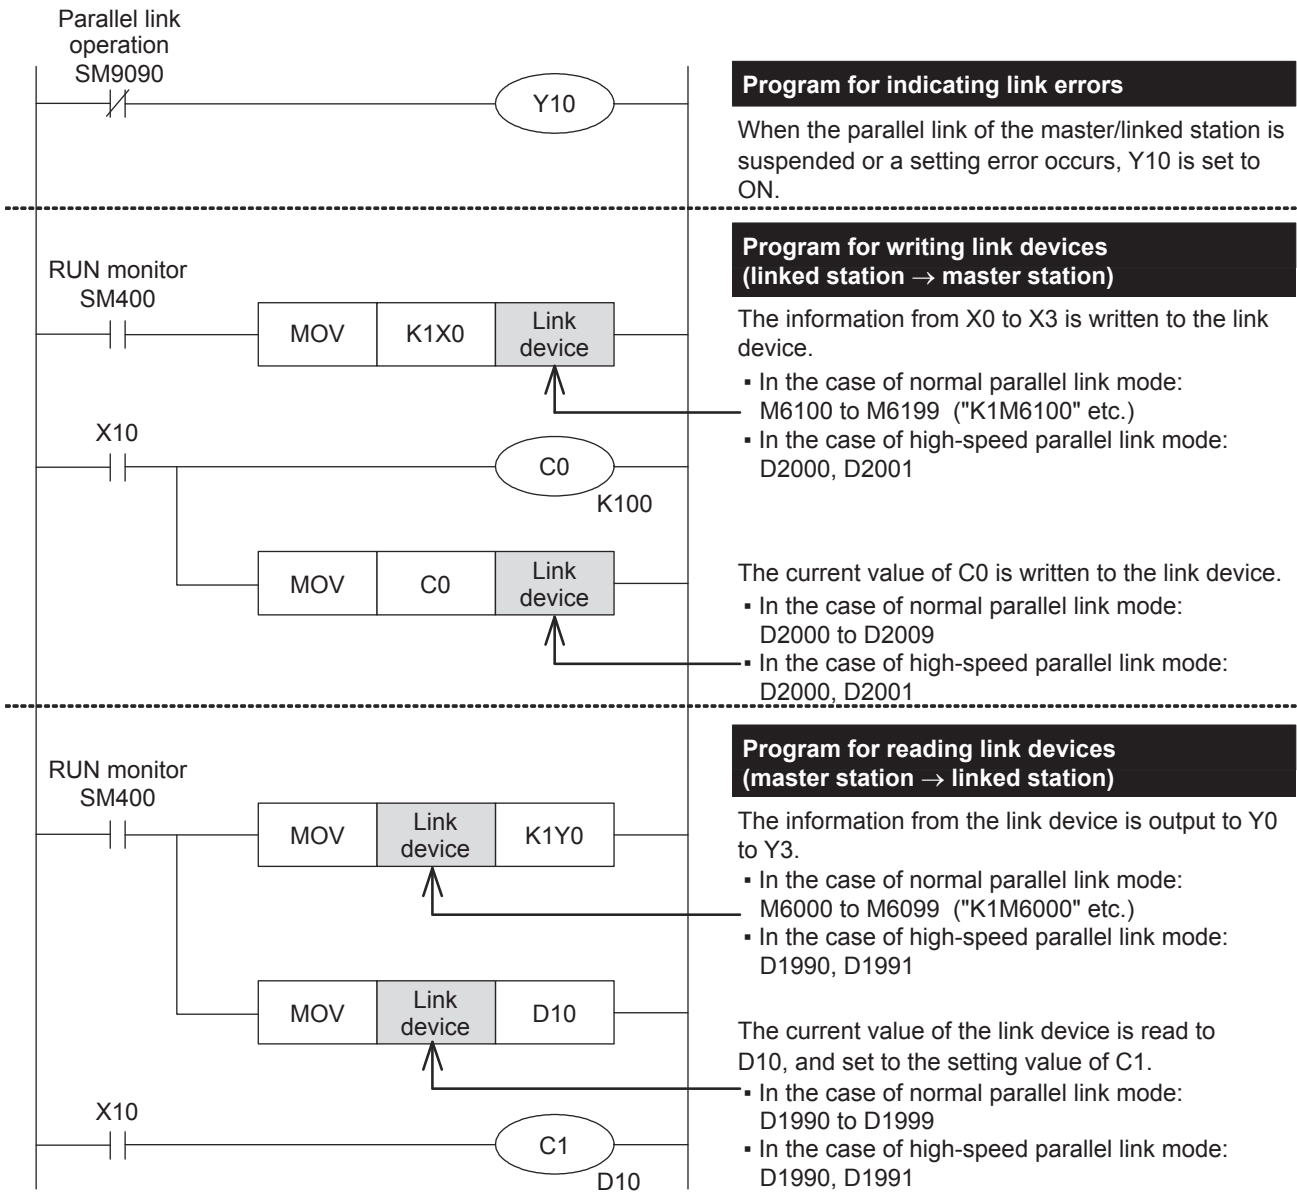 Parallel link
operation
SM9090
Y10
Program for indicating link errors
When the parallel link of the master/linked station is
suspended or a setting error occurs, Y10 is set to
ON.
RUN monitor
SM400
MOV K1X0 Link
device
Program for writing link devices
(linked station → master station)
The information from X0 to X3 is written to the link
device.
▪ In the case of normal parallel link mode:
M6100 to M6199 ("K1M6100" etc.)
▪ In the case of high-speed parallel link mode:
D2000, D2001
X10
C0
K100
MOV C0 Link
device
The current value of C0 is written to the link device.
▪ In the case of normal parallel link mode:
D2000 to D2009
▪ In the case of high-speed parallel link mode:
D2000, D2001
RUN monitor
SM400
MOV Link
device K1Y0
Program for reading link devices
(master station → linked station)
The information from the link device is output to Y0
to Y3.
▪ In the case of normal parallel link mode:
M6000 to M6099 ("K1M6000" etc.)
▪ In the case of high-speed parallel link mode:
D1990, D1991
MOV Link
device D10
The current value of the link device is read to
D10, and set to the setting value of C1.
▪ In the case of normal parallel link mode:
D1990 to D1999
▪ In the case of high-speed parallel link mode:
D1990, D1991
X10
C1
D10